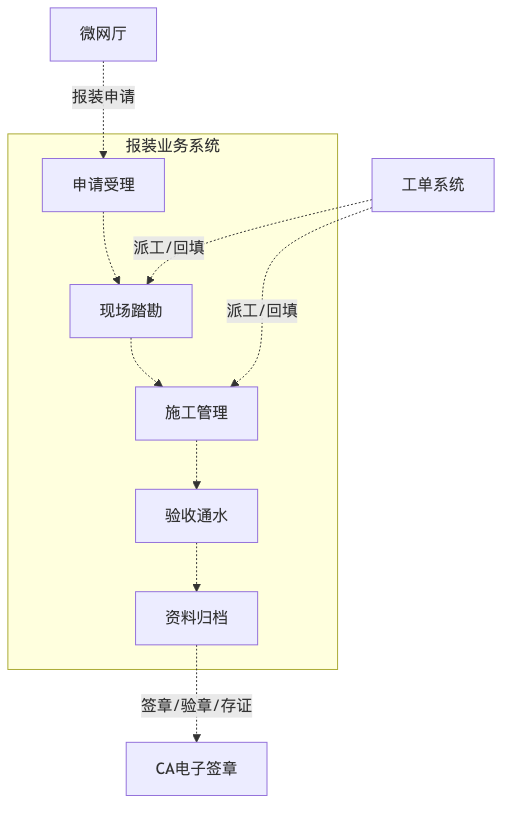 微网厅
报装申请
报装业务系统
申请受理
工单系统
派工/回填
现场踏勘
派工/回填
施工管理
验收通水
资料归档
签章/验章/存证
CA电子签章